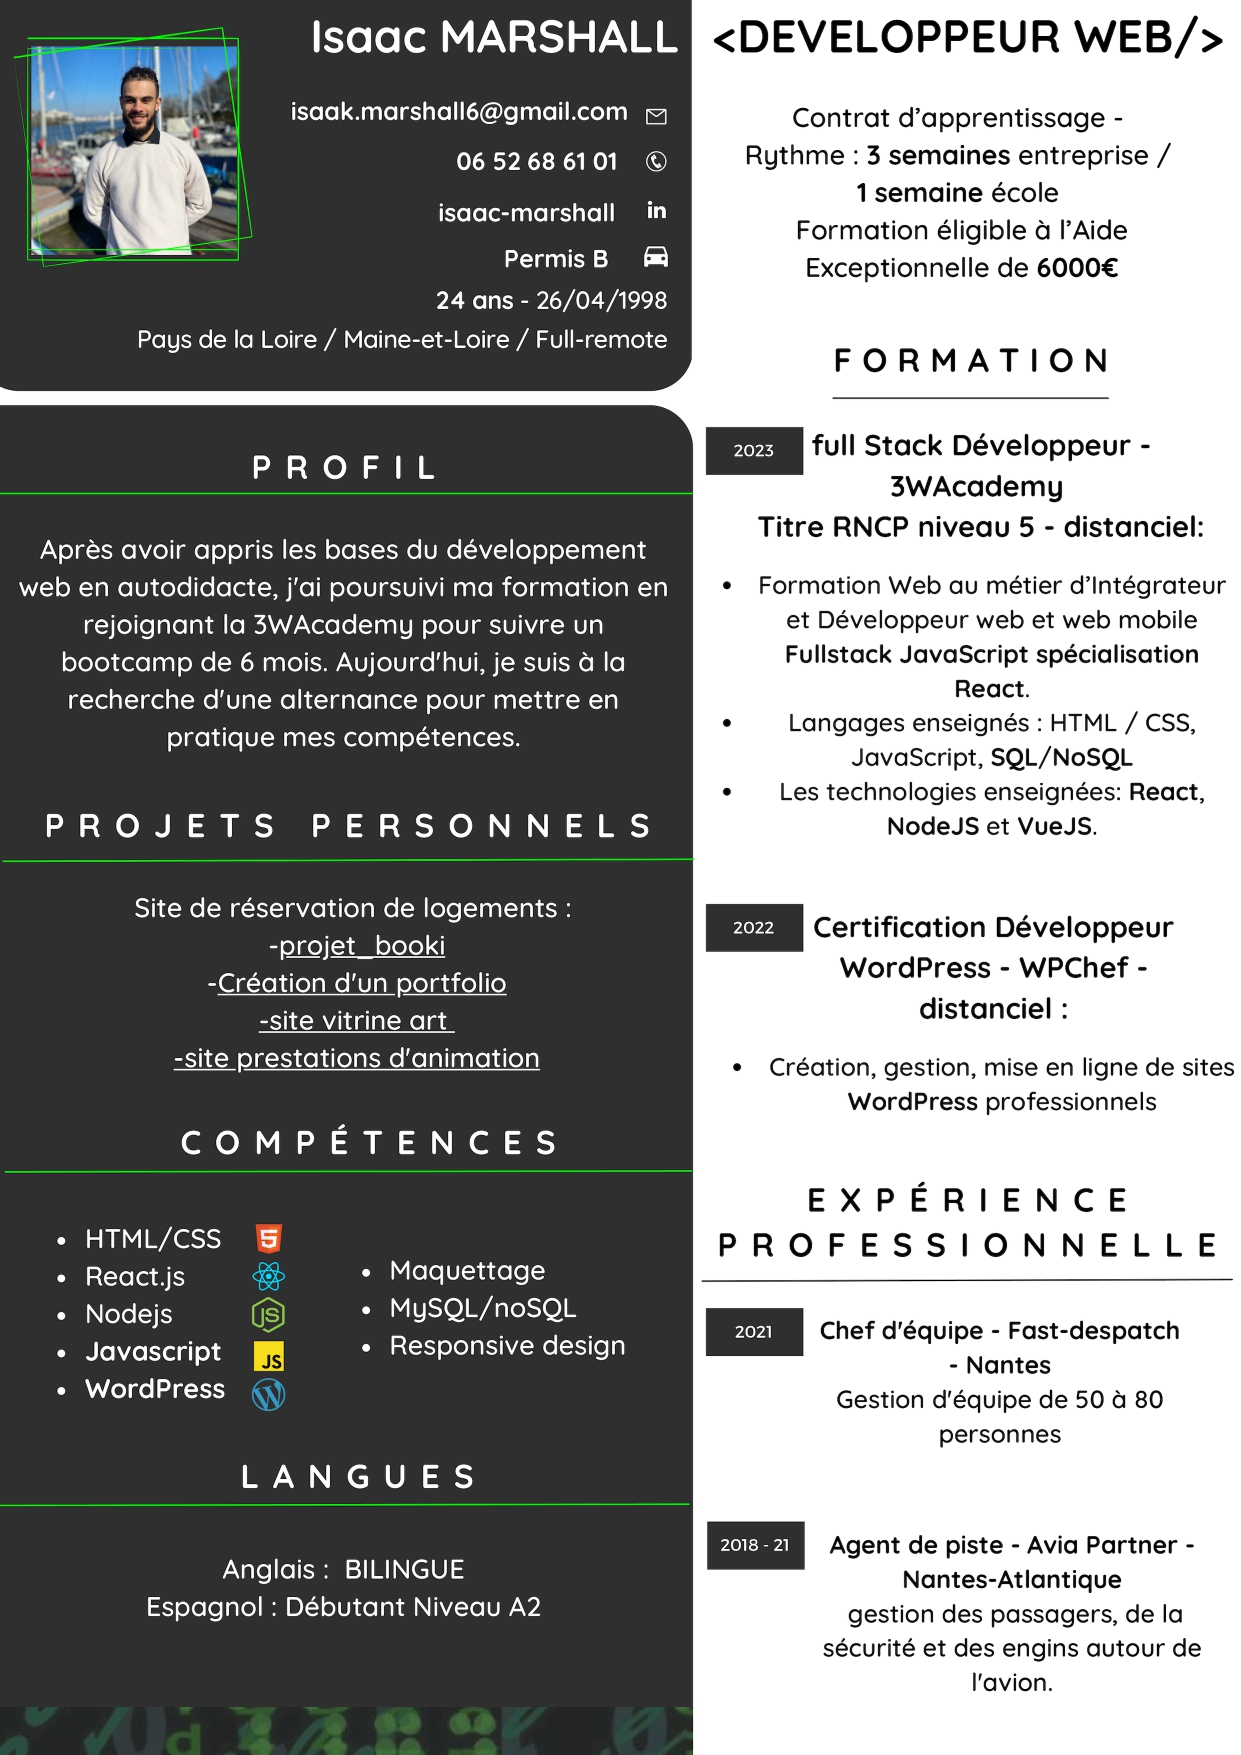 Isaac MARSHALL
isaak.marshall6@gmail.com
06 52 68 61 01
isaac-marshall
in
Permis B
24 ans - 26/04/1998
Pays de la Loire / Maine-et-Loire / Full-remote
PROFIL
Après avoir appris les bases du développement
web en autodidacte, j'ai poursuivi ma formation en
rejoignant la 3WAcademy pour suivre un
bootcamp de 6 mois. Aujourd'hui, je suis à la
recherche d'une alternance pour mettre en
pratique mes compétences.
PROJETS PERSONNELS
Site de réservation de logements :
-projet_booki
-Création d'un portfolio
-site vitrine art
-site prestations d'animation
COMPÉTENCES
• HTML/CSS
• React.js
• Nodejs
• Javascript
• WordPress
5
JS
JS
W
• Maquettage
• MySQL/noSQL
• Responsive design
LANGUES
Anglais : BILINGUE
Espagnol : Débutant Niveau A2
<DEVELOPPEUR WEB/>
Contrat d’apprentissage -
Rythme : 3 semaines entreprise /
1 semaine école
Formation éligible à l’Aide
Exceptionnelle de 6000€
FORMATION
2023
full Stack Développeur -
3WAcademy
Titre RNCP niveau 5 - distanciel:
• Formation Web au métier d’Intégrateur
et Développeur web et web mobile
Fullstack JavaScript spécialisation
React.
• Langages enseignés : HTML / CSS,
JavaScript, SQL/NoSQL
• Les technologies enseignées: React,
NodeJS et VueJS.
2022
Certification Développeur
WordPress - WPChef -
distanciel :
• Création, gestion, mise en ligne de sites
WordPress professionnels
EXPÉRIENCE
PROFESSIONNELLE
2021
Chef d'équipe - Fast-despatch
- Nantes
Gestion d'équipe de 50 à 80
personnes
2018 - 21
Agent de piste - Avia Partner -
Nantes-Atlantique
gestion des passagers, de la
sécurité et des engins autour de
l'avion.